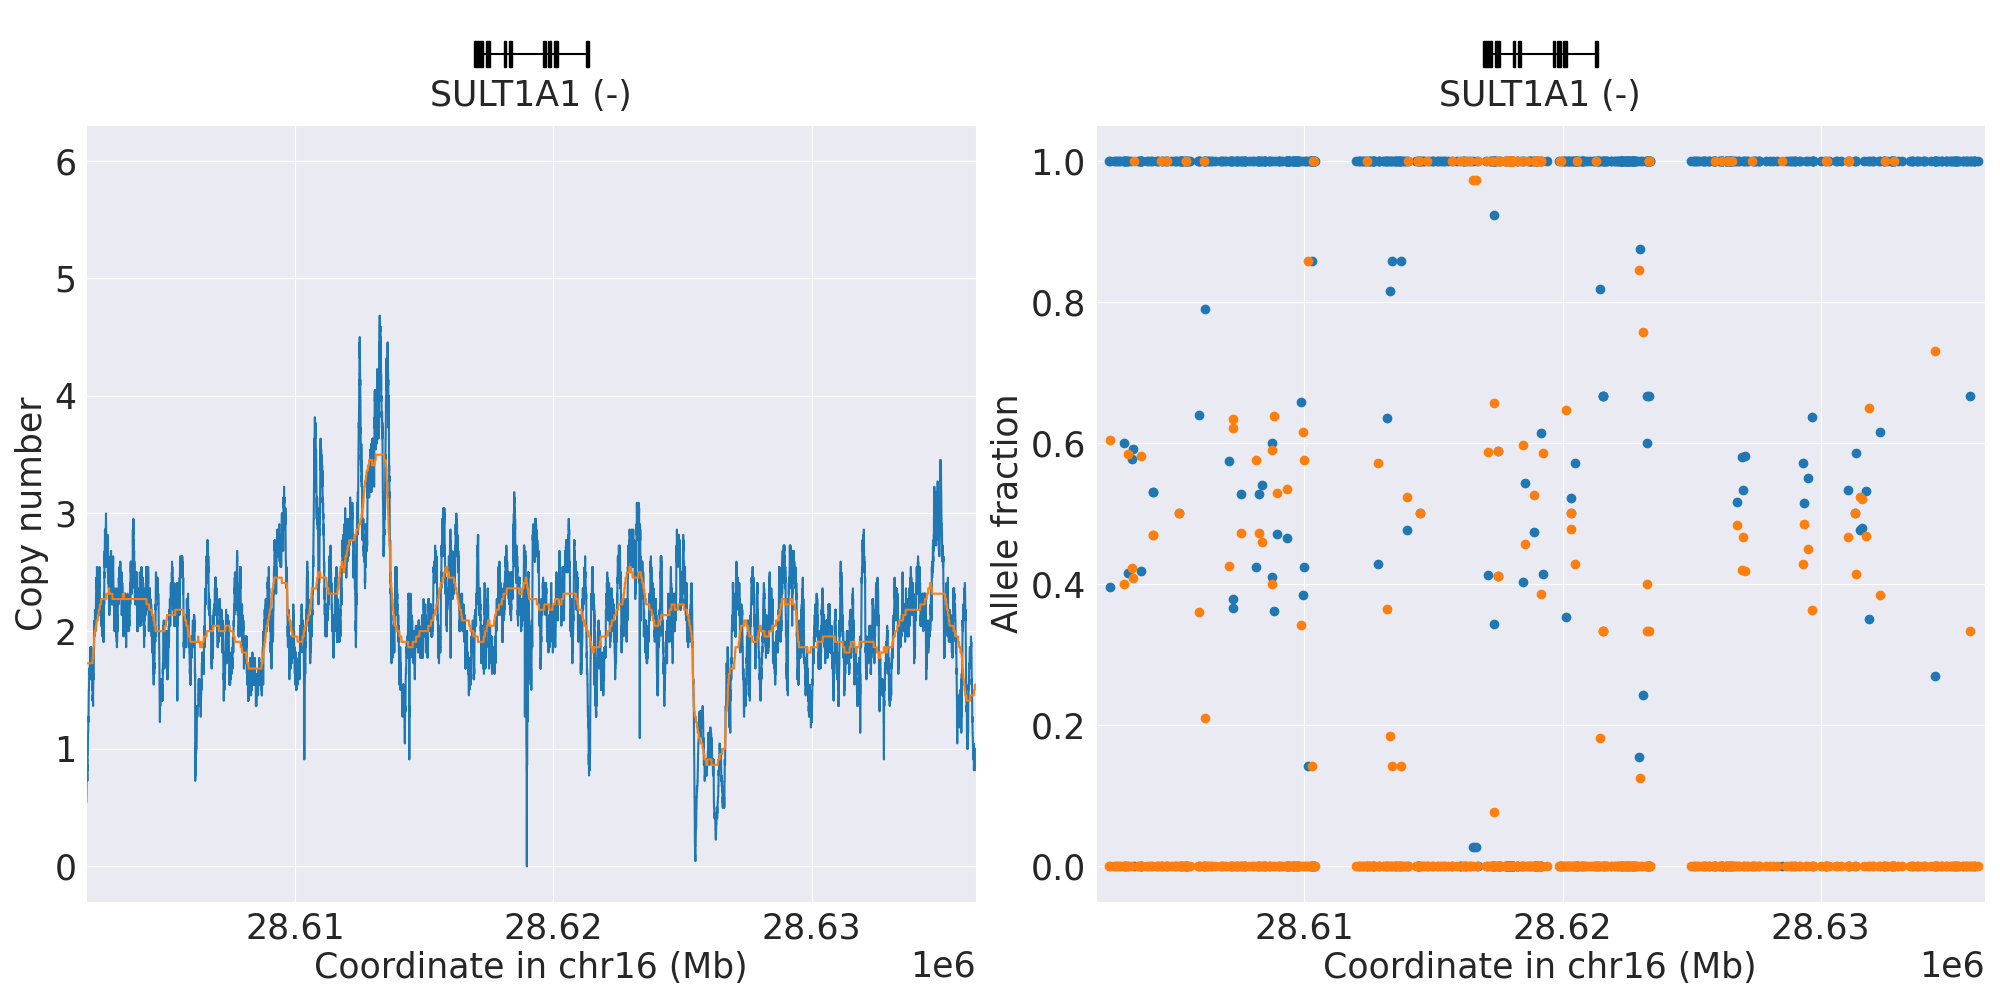 SULT1A1 (-)
Copy number
6
5
4
3
2
1
0
28.61
28.62
28.63
Coordinate in chr16 (Mb)
1e6
SULT1A1 (-)
Allele fraction
1.0
0.8
0.6
0.4
0.2
0.0
28.61
28.62
28.63
Coordinate in chr16 (Mb)
1e6